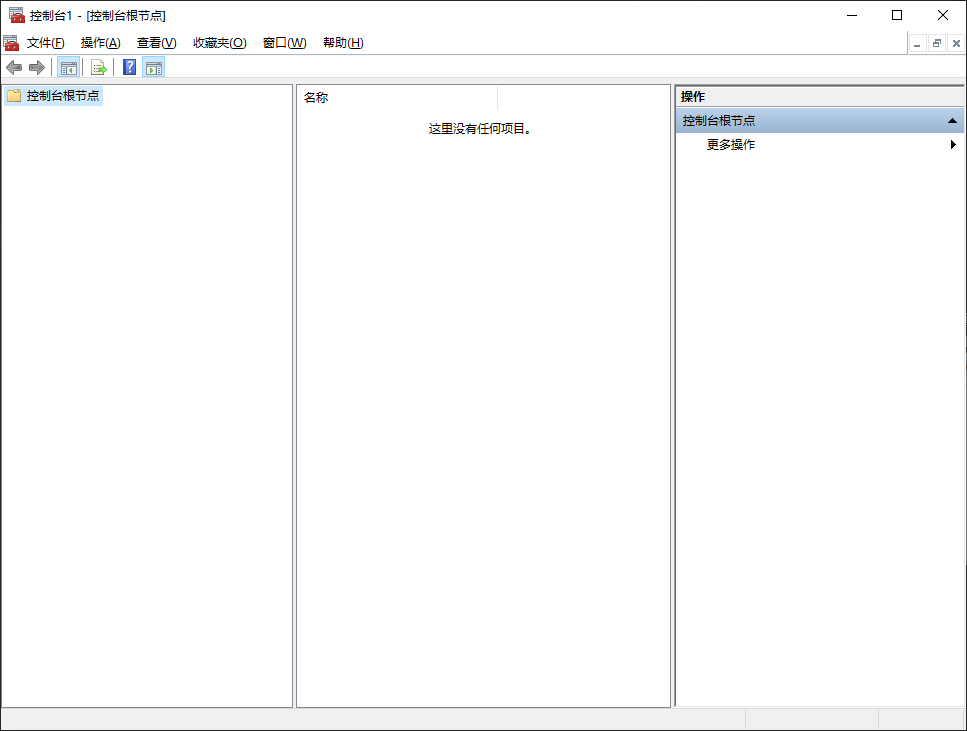 控制台1 - [控制台根节点]
文件(F) 操作(A) 查看(V) 收藏夹(O) 窗口(W) 帮助(H)
控制台根节点
名称
这里没有任何项目。
操作
控制台根节点
更多操作